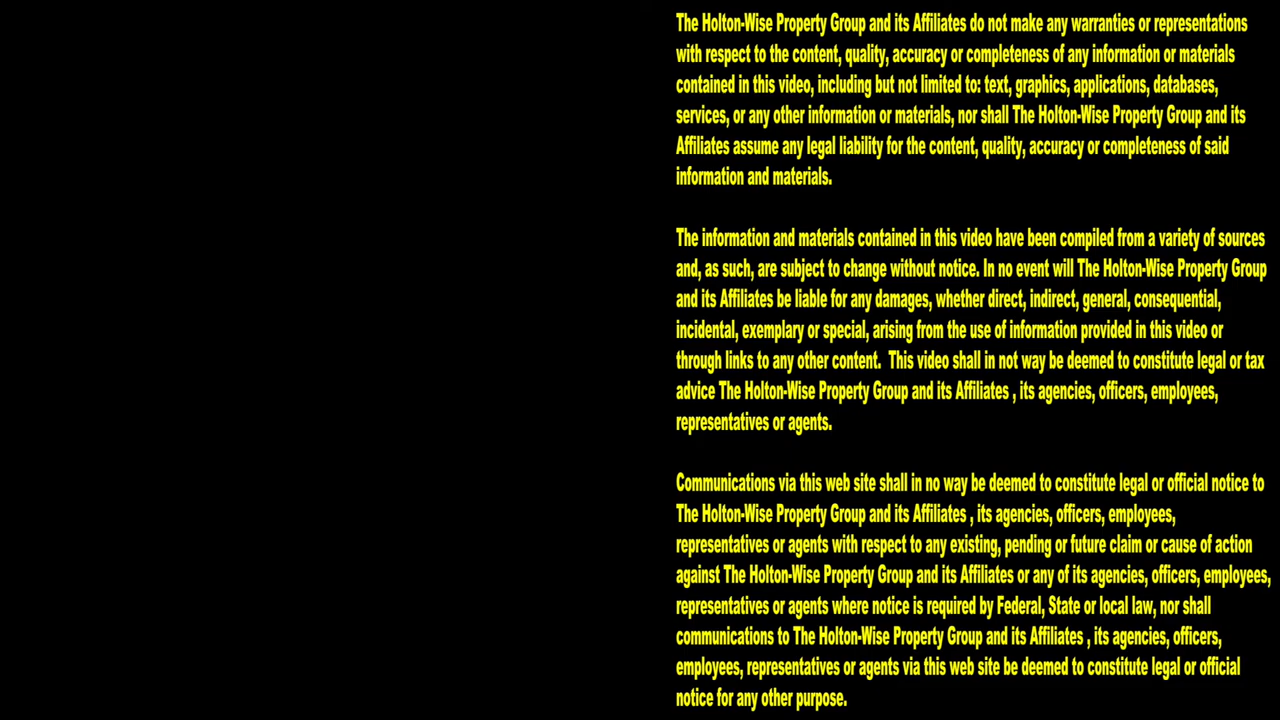 The Holton-Wise Property Group and its Affiliates do not make any warranties or representations
with respect to the content, quality, accuracy or completeness of any information or materials
contained in this video, including but not limited to: text, graphics, applications, databases,
services, or any other information or materials, nor shall The Holton-Wise Property Group and its
Affiliates assume any legal liability for the content, quality, accuracy or completeness of said
information and materials.
The information and materials contained in this video have been compiled from a variety of sources
and, as such, are subject to change without notice. In no event will The Holton-Wise Property Group
and its Affiliates be liable for any damages, whether direct, indirect, general, consequential,
incidental, exemplary or special, arising from the use of information provided in this video or
through links to any other content.  This video shall in not way be deemed to constitute legal or tax
advice The Holton-Wise Property Group and its Affiliates , its agencies, officers, employees,
representatives or agents.
Communications via this web site shall in no way be deemed to constitute legal or official notice to
The Holton-Wise Property Group and its Affiliates , its agencies, officers, employees,
representatives or agents with respect to any existing, pending or future claim or cause of action
against The Holton-Wise Property Group and its Affiliates or any of its agencies, officers, employees,
representatives or agents where notice is required by Federal, State or local law, nor shall
communications to The Holton-Wise Property Group and its Affiliates , its agencies, officers,
employees, representatives or agents via this web site be deemed to constitute legal or official
notice for any other purpose.